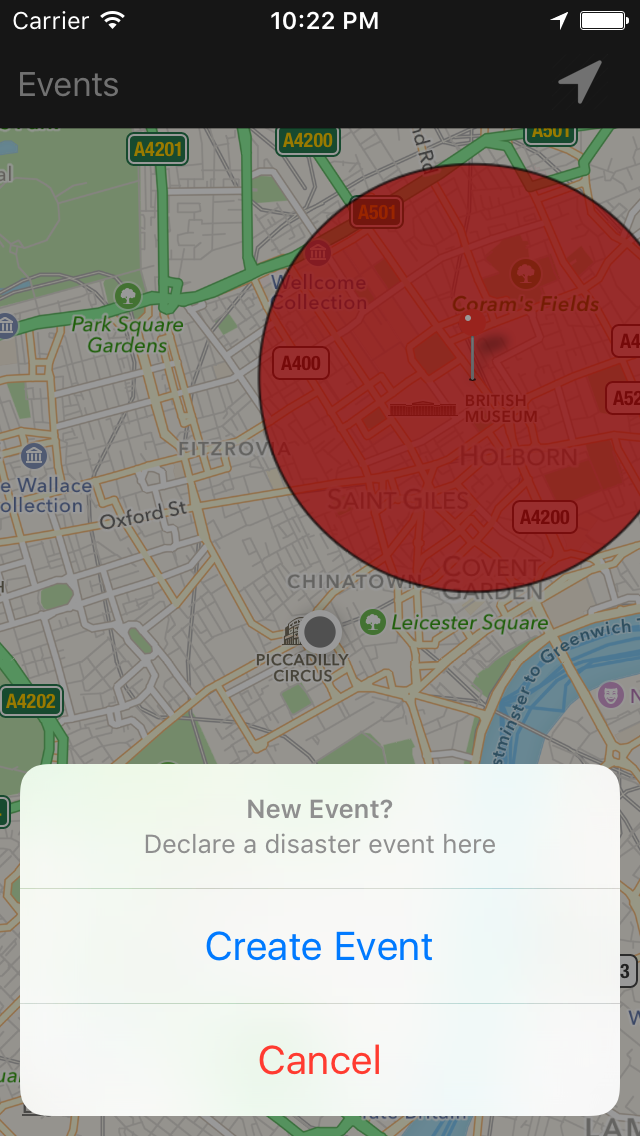 Carrier
10:22 PM
Events
A4201
A4200
A501
A501
Wellcome
Collection
Coram's Fields
Park Square
Gardens
A400
BRITISH
MUSEUM
FITZROVIA
HOLBORN
e Wallace
ollection
Oxford St
SAINT GILES
A4200
CHINATOWN
COVENT
GARDEN
Leicester Square
PICCADILLY
CIRCUS
A4202
stminster to Greenwich
New Event?
Declare a disaster event here
Create Event
3
Cancel